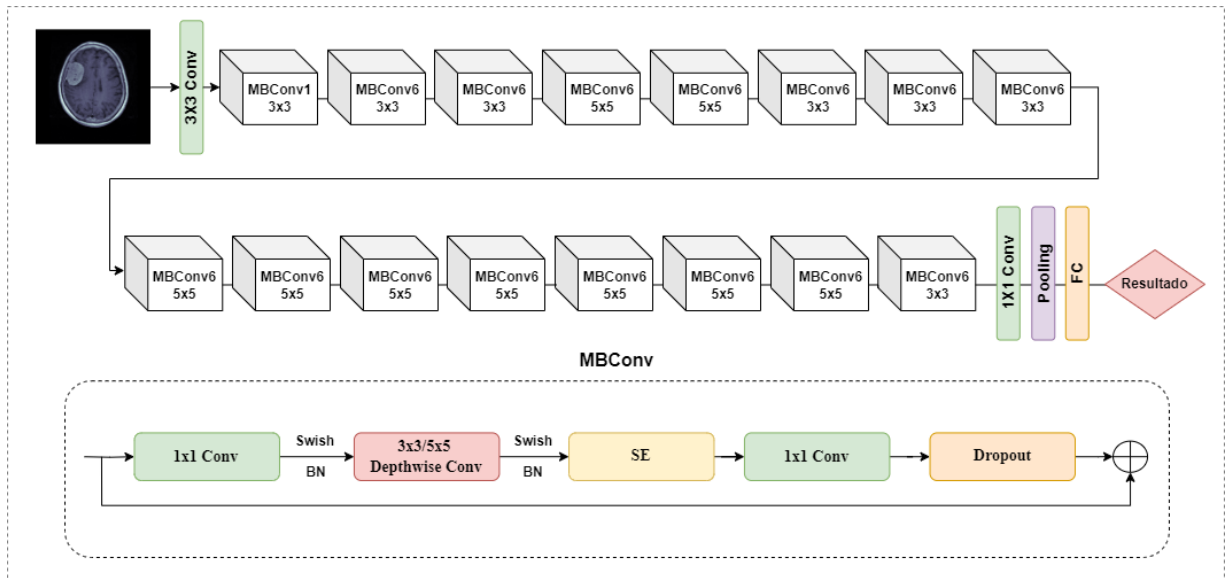 3X3 Conv
MBConv1
3x3
MBConv6
3x3
MBConv6
3x3
MBConv6
5x5
MBConv6
5x5
MBConv6
3x3
MBConv6
3x3
MBConv6
3x3
MBConv6
5x5
MBConv6
5x5
MBConv6
5x5
MBConv6
5x5
MBConv6
5x5
MBConv6
5x5
MBConv6
5x5
MBConv6
3x3
1X1 Conv
Pooling
FC
Resultado
MBConv
1x1 Conv
Swish
BN
3x3/5x5
Depthwise Conv
Swish
BN
SE
1x1 Conv
Dropout